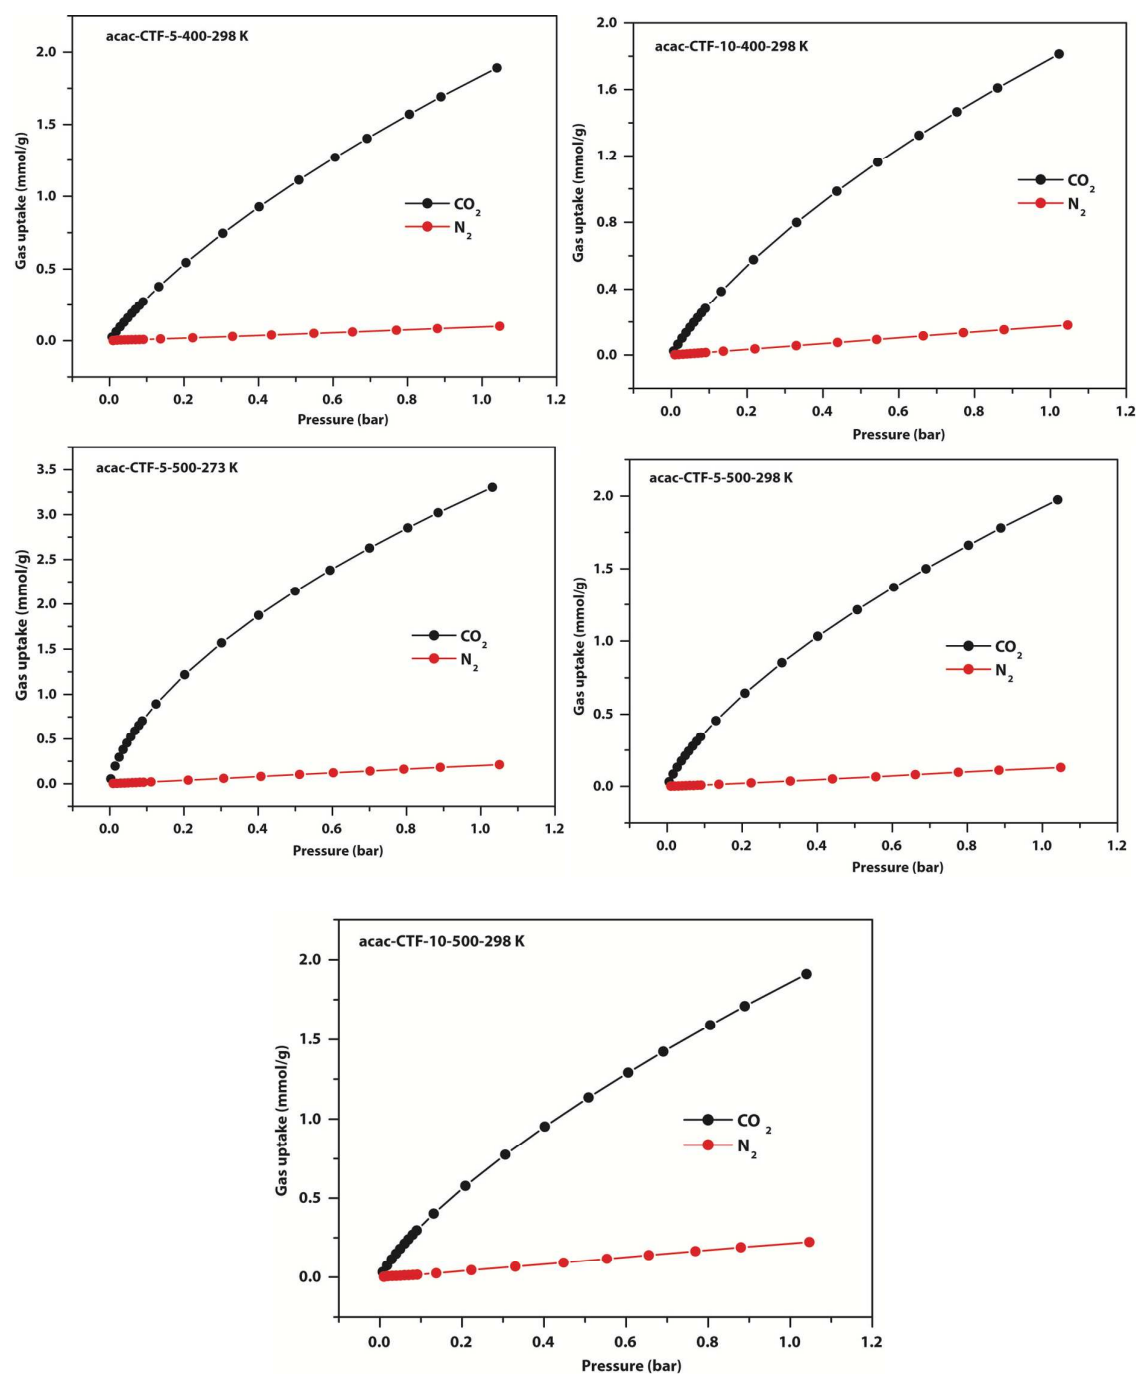 acac-CTF-5-400-298 K
2.0
1.5
1.0
0.5
0.0
Gas uptake (mmol/g)
CO2
N2
0.0 0.2 0.4 0.6 0.8 1.0 1.2
Pressure (bar)
acac-CTF-10-400-298 K
2.0
1.6
1.2
0.8
0.4
0.0
Gas uptake (mmol/g)
CO2
N2
0.0 0.2 0.4 0.6 0.8 1.0 1.2
Pressure (bar)
acac-CTF-5-500-273 K
3.5
3.0
2.5
2.0
1.5
1.0
0.5
0.0
Gas uptake (mmol/g)
CO2
N2
0.0 0.2 0.4 0.6 0.8 1.0 1.2
Pressure (bar)
acac-CTF-5-500-298 K
2.0
1.5
1.0
0.5
0.0
Gas uptake (mmol/g)
CO2
N2
0.0 0.2 0.4 0.6 0.8 1.0 1.2
Pressure (bar)
acac-CTF-10-500-298 K
2.0
1.5
1.0
0.5
0.0
Gas uptake (mmol/g)
CO2
N2
0.0 0.2 0.4 0.6 0.8 1.0 1.2
Pressure (bar)